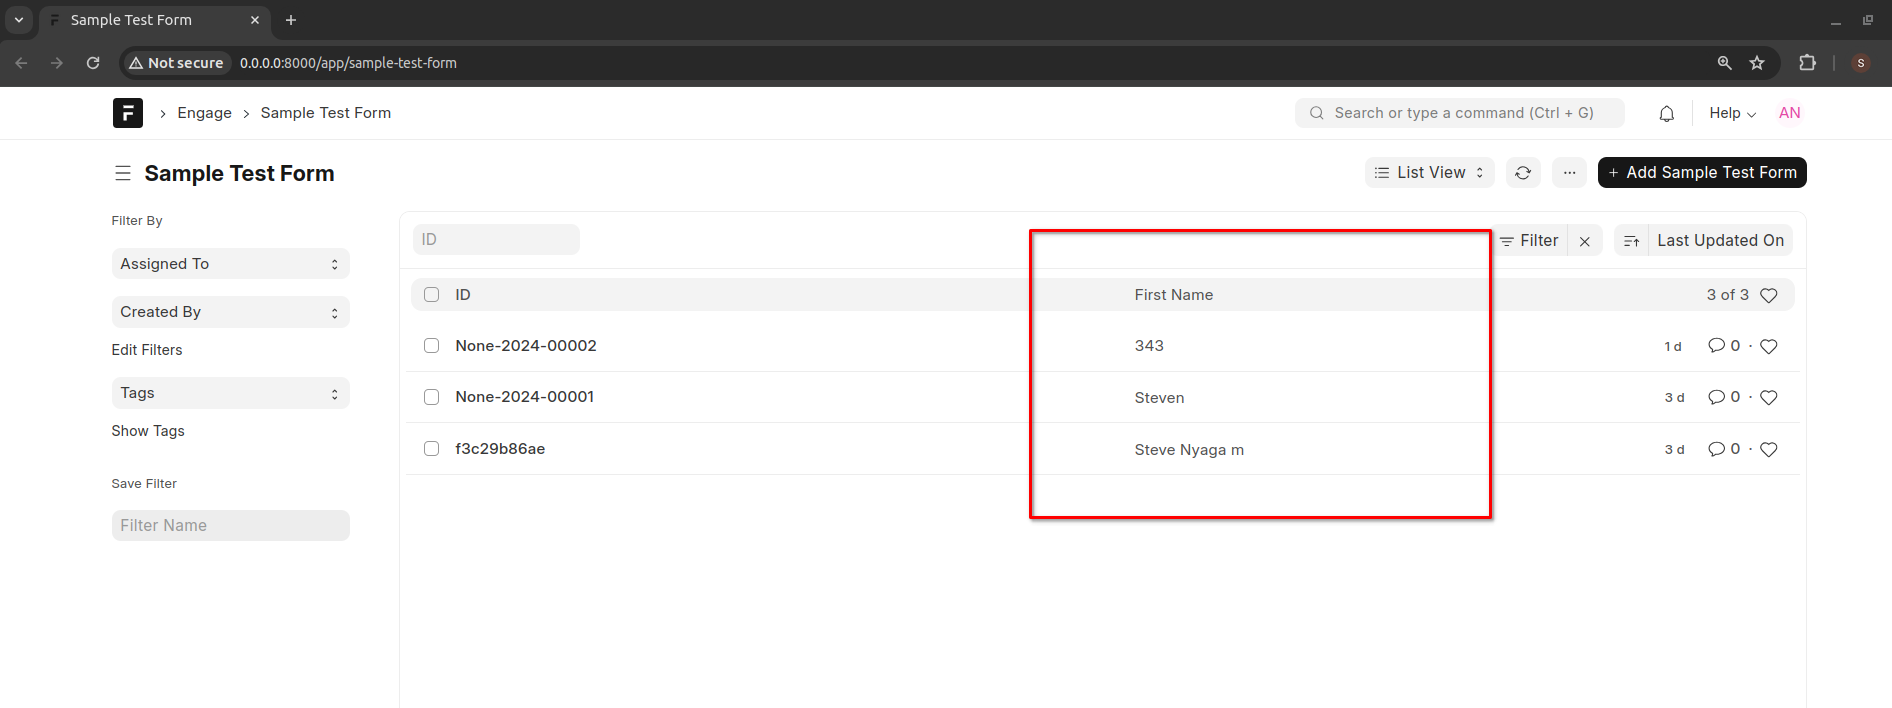 Sample Test Form
Not secure 0.0.0.0:8000/app/sample-test-form S
Engage Sample Test Form Search or type a command (Ctrl + G) Help AN
Sample Test Form List View + Add Sample Test Form
Filter By
ID Filter Last Updated On
Assigned To
ID First Name 3 of 3
Created By
None-2024-00002 343 1 d 0
Edit Filters
None-2024-00001 Steven 3 d 0
Tags
Show Tags
f3c29b86ae Steve Nyaga m 3 d 0
Save Filter
Filter Name